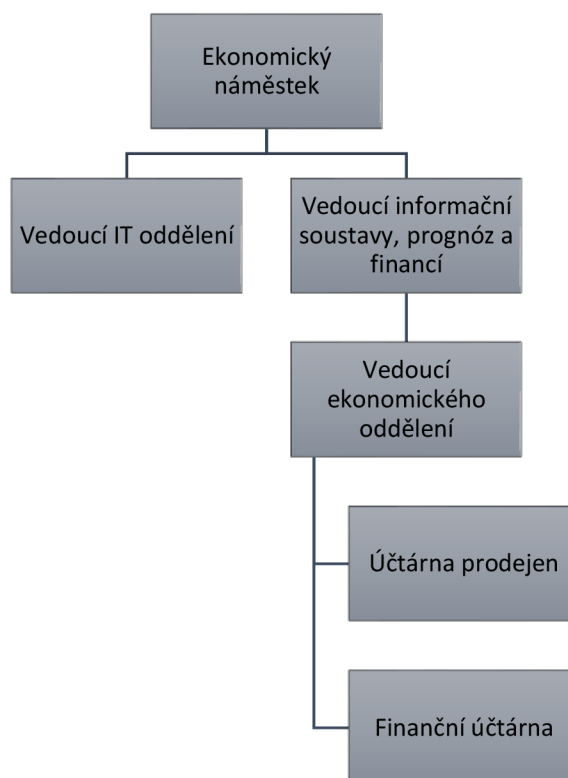 Ekonomický
náměstek
Vedoucí IT oddělení
Vedoucí informační
soustavy, prognóz a
financí
Vedoucí
ekonomického
oddělení
Účtárna prodejen
Finanční účtárna